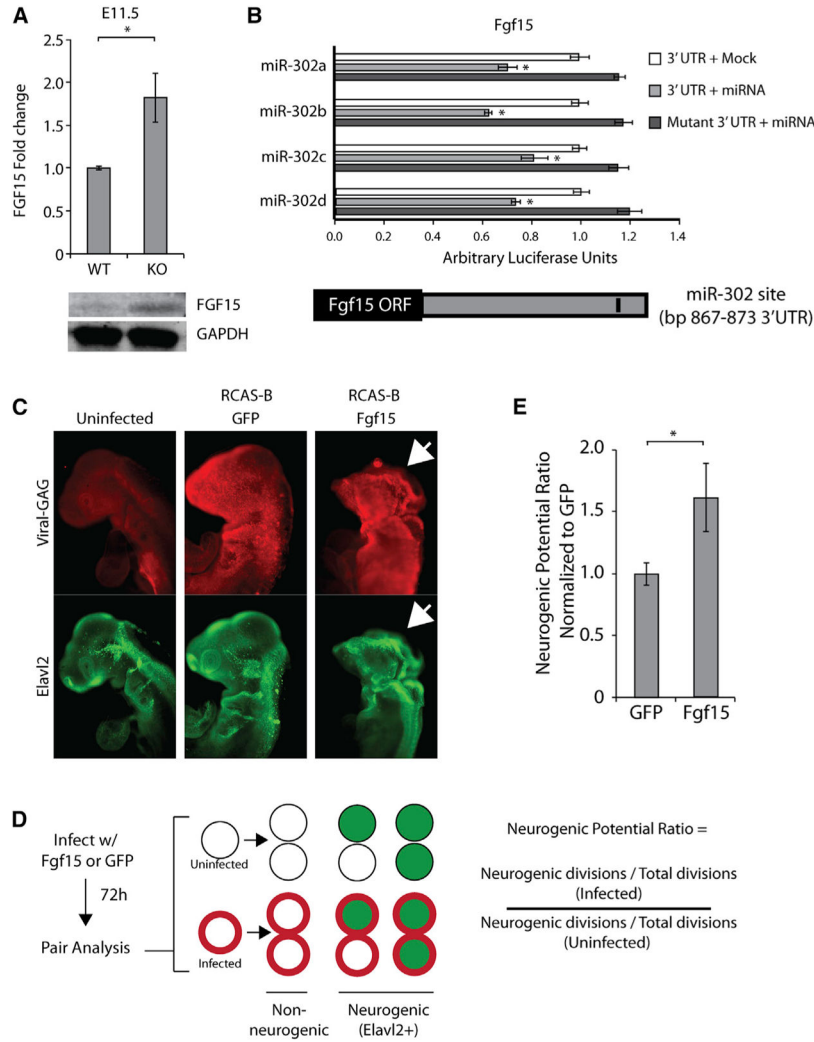 A
E11.5
*
2.5
2.0
1.5
1.0
0.5
0
FGF15 Fold change
WT
KO
FGF15
GAPDH
B
Fgf15
miR-302a
miR-302b
miR-302c
miR-302d
*
*
*
*
3' UTR + Mock
3' UTR + miRNA
Mutant 3' UTR + miRNA
0.0 0.2 0.4 0.6 0.8 1.0 1.2 1.4
Arbitrary Luciferase Units
Fgf15 ORF
miR-302 site
(bp 867-873 3'UTR)
C
Uninfected
RCAS-B
GFP
RCAS-B
Fgf15
Viral-GAG
Elavl2
E
*
2.0
1.5
1.0
0.5
0
Neurogenic Potential Ratio
Normalized to GFP
GFP
Fgf15
D
Infect w/
Fgf15 or GFP
72h
Pair Analysis
Uninfected
Infected
Non-
neurogenic
Neurogenic
(Elavl2+)
Neurogenic Potential Ratio =
Neurogenic divisions / Total divisions
(Infected)
Neurogenic divisions / Total divisions
(Uninfected)